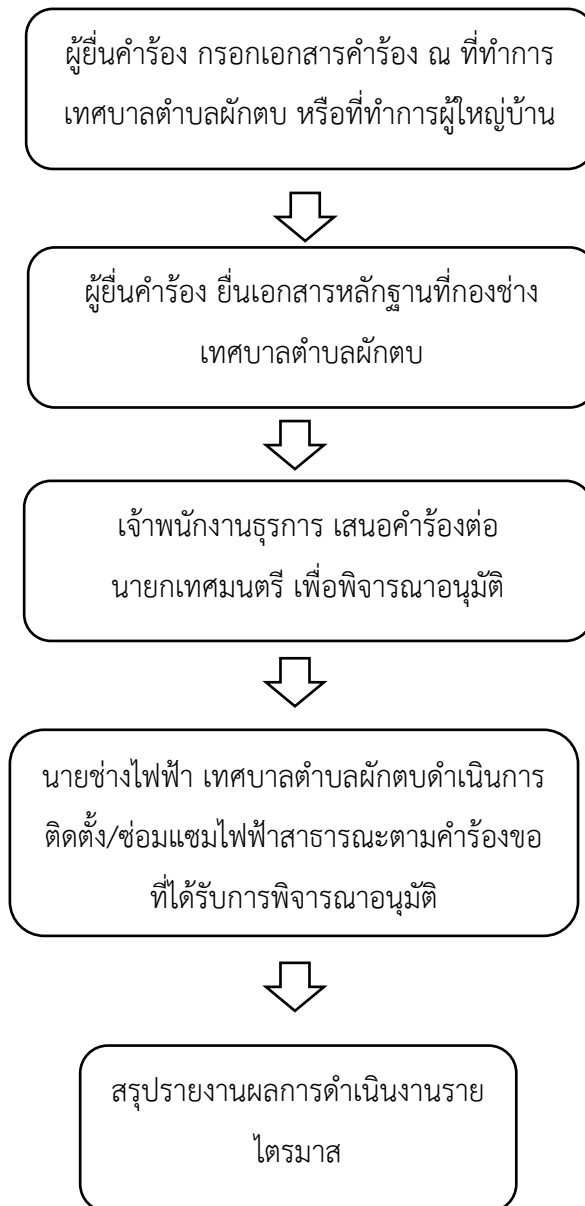 ผู้ยื่นคำร้อง กรอกเอกสารคำร้อง ณ ที่ทำการ
เทศบาลตำบลผักตบ หรือที่ทำการผู้ใหญ่บ้าน
ผู้ยื่นคำร้อง ยื่นเอกสารหลักฐานที่กองช่าง
เทศบาลตำบลผักตบ
เจ้าพนักงานธุรการ เสนอคำร้องต่อ
นายกเทศมนตรี เพื่อพิจารณาอนุมัติ
นายช่างไฟฟ้า เทศบาลตำบลผักตบดำเนินการ
ติดตั้ง/ซ่อมแซมไฟฟ้าสาธารณะตามคำร้องขอ
ที่ได้รับการพิจารณาอนุมัติ
สรุปรายงานผลการดำเนินงานราย
ไตรมาส